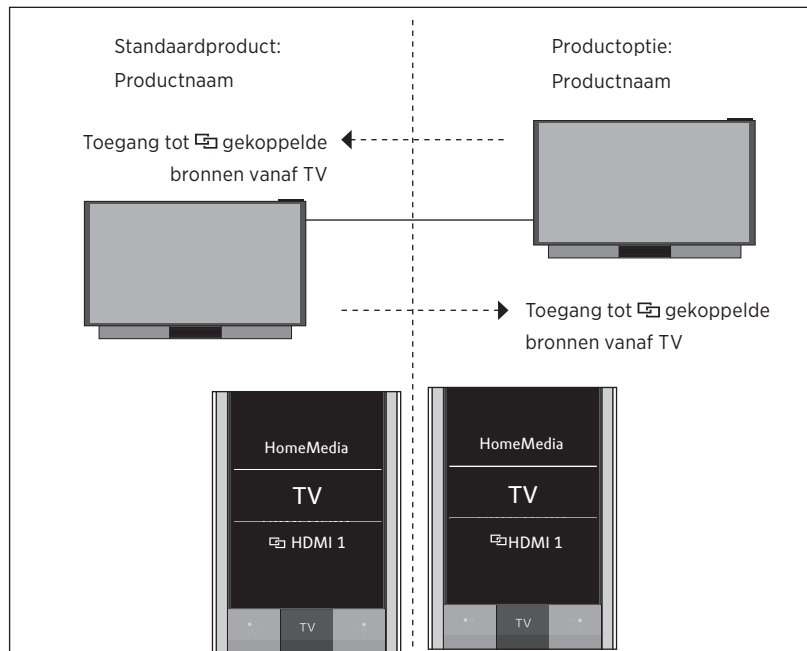 Standaardproduct:
Productnaam
Productoptie:
Productnaam
Toegang tot gekoppelde
bronnen vanaf TV
Toegang tot gekoppelde
bronnen vanaf TV
HomeMedia
TV
HDMI 1
TV
HomeMedia
TV
HDMI 1
TV